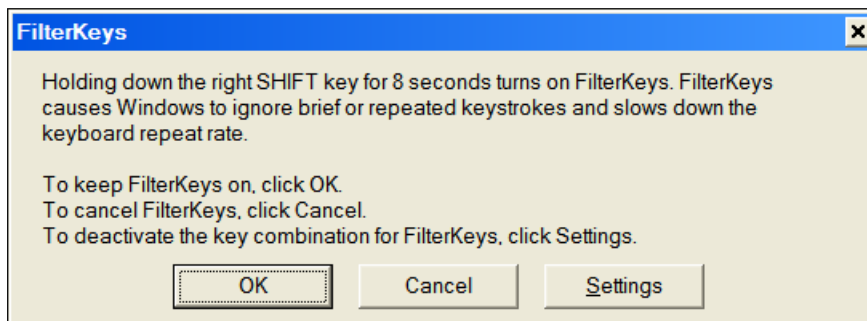 FilterKeys
Holding down the right SHIFT key for 8 seconds turns on FilterKeys. FilterKeys
causes Windows to ignore brief or repeated keystrokes and slows down the
keyboard repeat rate.
To keep FilterKeys on, click OK.
To cancel FilterKeys, click Cancel.
To deactivate the key combination for FilterKeys, click Settings.
OK Cancel Settings